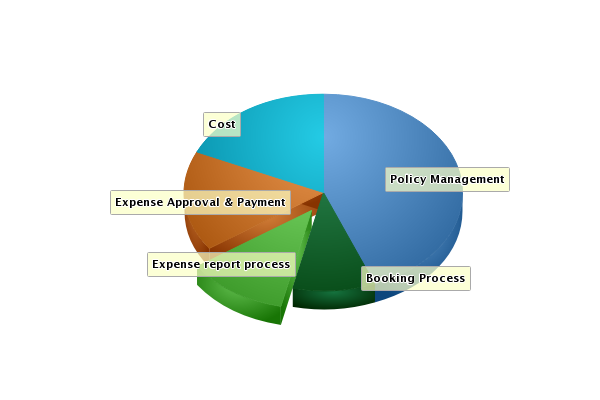 Cost
Policy Management
Expense Approval & Payment
Expense report process
Booking Process